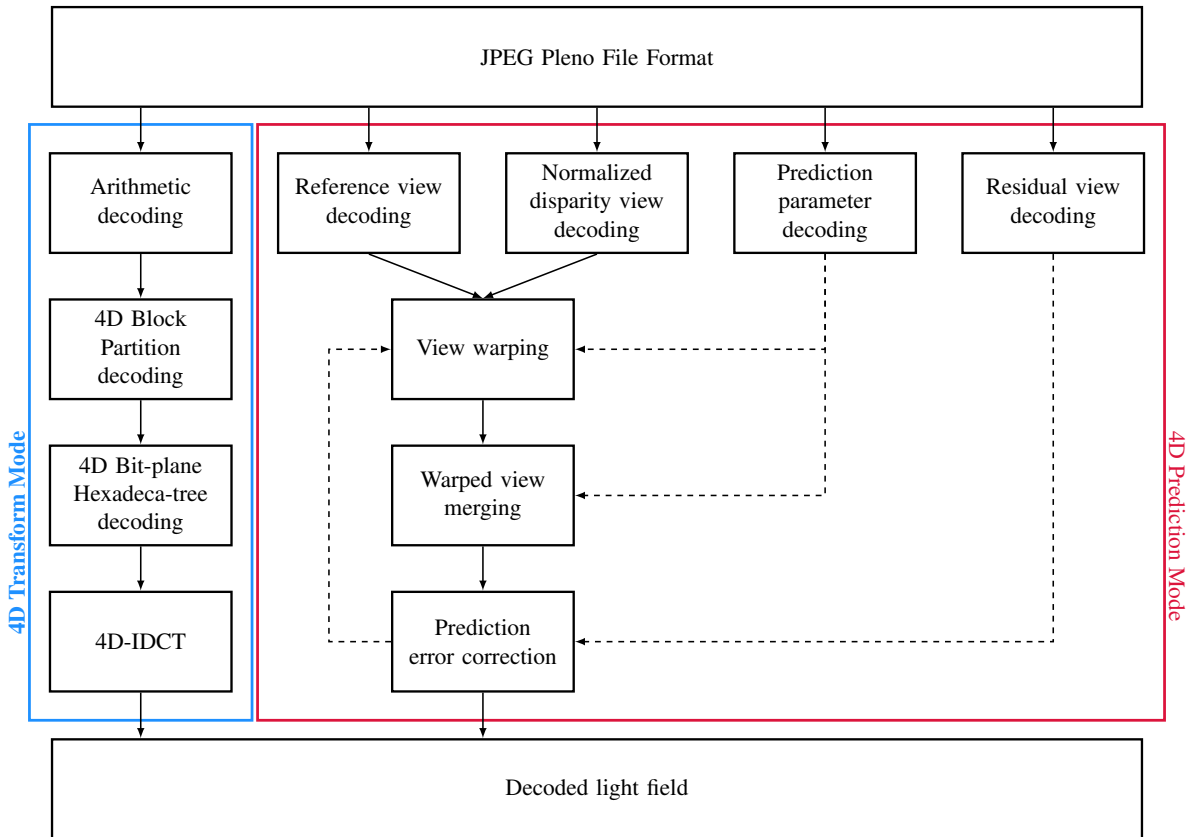 JPEG Pleno File Format
Arithmetic
decoding
Reference view
decoding
Normalized
disparity view
decoding
Prediction
parameter
decoding
Residual view
decoding
4D Block
Partition
decoding
View warping
4D Bit-plane
Hexadeca-tree
decoding
Warped view
merging
4D-IDCT
Prediction
error correction
4D Transform Mode
4D Prediction Mode
Decoded light field